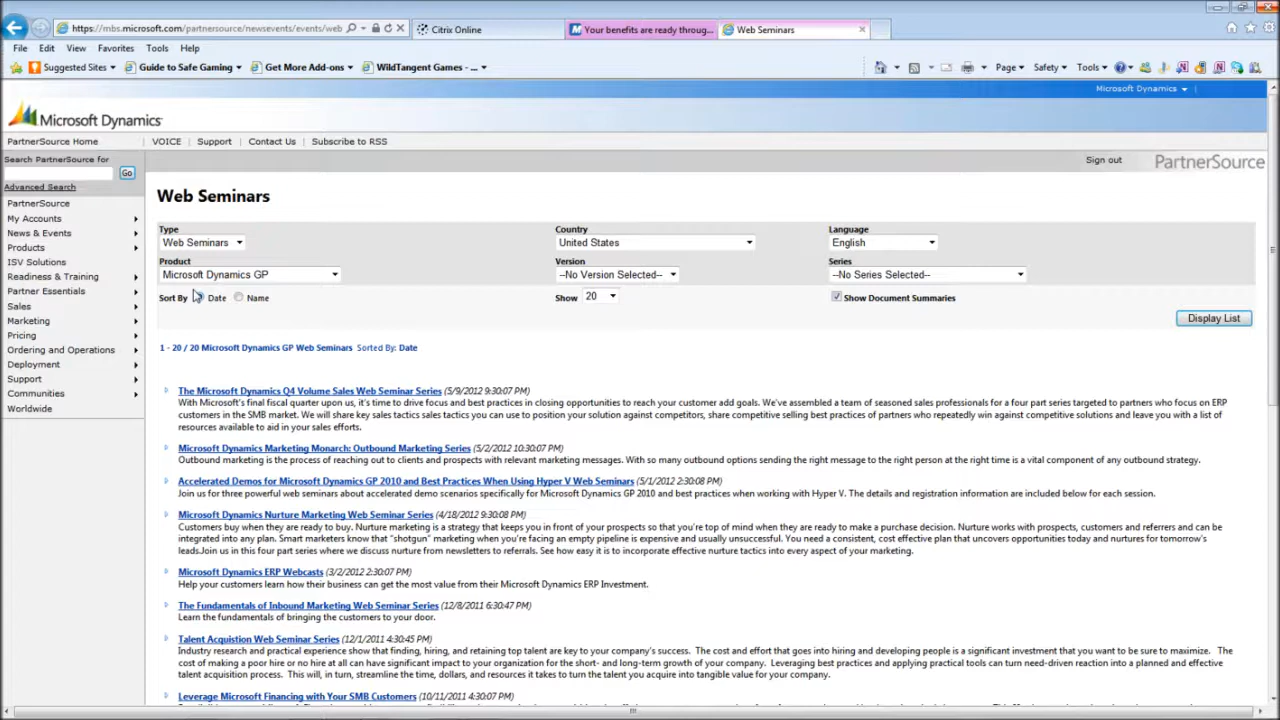 https://mbs.microsoft.com/partnersource/newsevents/events/web
Citrix Online
Your benefits are ready throug...
Web Seminars
File Edit View Favorites Tools Help
Suggested Sites Guide to Safe Gaming Get More Add-ons WildTangent Games - ...
Page Safety Tools
Microsoft Dynamics
Microsoft Dynamics
PartnerSource Home VOICE Support Contact Us Subscribe to RSS
Search PartnerSource for
Go
Advanced Search
Sign out PartnerSource
PartnerSource
My Accounts
News & Events
Products
ISV Solutions
Readiness & Training
Partner Essentials
Sales
Marketing
Pricing
Ordering and Operations
Deployment
Support
Communities
Worldwide
Web Seminars
Type Country Language
Web Seminars United States English
Product Version Series
Microsoft Dynamics GP --No Version Selected-- --No Series Selected--
Sort By Date Name Show 20 Show Document Summaries
Display List
1 - 20 / 20 Microsoft Dynamics GP Web Seminars Sorted By: Date
The Microsoft Dynamics Q4 Volume Sales Web Seminar Series (5/9/2012 9:30:07 PM)
With Microsoft's final fiscal quarter upon us, it's time to drive focus and best practices in closing opportunities to reach your customer add goals. We've assembled a team of seasoned sales professionals for a four part series targeted to partners who focus on ERP
customers in the SMB market. We will share key sales tactics sales tactics you can use to position your solution against competitors, share competitive selling best practices of partners who repeatedly win against competitive solutions and leave you with a list of
resources available to aid in your sales efforts.
Microsoft Dynamics Marketing Monarch: Outbound Marketing Series (5/2/2012 10:30:07 PM)
Outbound marketing is the process of reaching out to clients and prospects with relevant marketing messages. With so many outbound options sending the right message to the right person at the right time is a vital component of any outbound strategy.
Accelerated Demos for Microsoft Dynamics GP 2010 and Best Practices When Using Hyper V Web Seminars (5/1/2012 2:30:08 PM)
Join us for three powerful web seminars about accelerated demo scenarios specifically for Microsoft Dynamics GP 2010 and best practices when working with Hyper V. The details and registration information are included below for each session.
Microsoft Dynamics Nurture Marketing Web Seminar Series (4/18/2012 9:30:08 PM)
Customers buy when they are ready to buy. Nurture marketing is a strategy that keeps you in front of your prospects so that you're top of mind when they are ready to make a purchase decision. Nurture works with prospects, customers and referrers and can be
integrated into any plan. Smart marketers know that "shotgun" marketing when you're facing an empty pipeline is expensive and usually unsuccessful. You need a consistent, cost effective plan that uncovers opportunities today and nurtures for tomorrow's
leads.Join us in this four part series where we discuss nurture from newsletters to referrals. See how easy it is to incorporate effective nurture tactics into every aspect of your marketing.
Microsoft Dynamics ERP Webcasts (3/2/2012 2:30:07 PM)
Help your customers learn how their business can get the most value from their Microsoft Dynamics ERP Investment.
The Fundamentals of Inbound Marketing Web Seminar Series (12/8/2011 6:30:47 PM)
Learn the fundamentals of bringing the customers to your door.
Talent Acquistion Web Seminar Series (12/1/2011 4:30:45 PM)
Industry research and practical experience show that finding, hiring, and retaining top talent are key to your company's success. The cost and effort that goes into hiring and developing people is a significant investment that you want to be sure to maximize. The
cost of making a poor hire or no hire at all can have significant impact to your organization for the short- and long-term growth of your company. Leveraging best practices and applying practical tools can turn need-driven reaction into a planned and effective
talent acquisition process. This will, in turn, streamline the time, dollars, and resources it takes to turn the talent you acquire into tangible value for your company.
Leverage Microsoft Financing with Your SMB Customers (10/11/2011 4:30:07 PM)